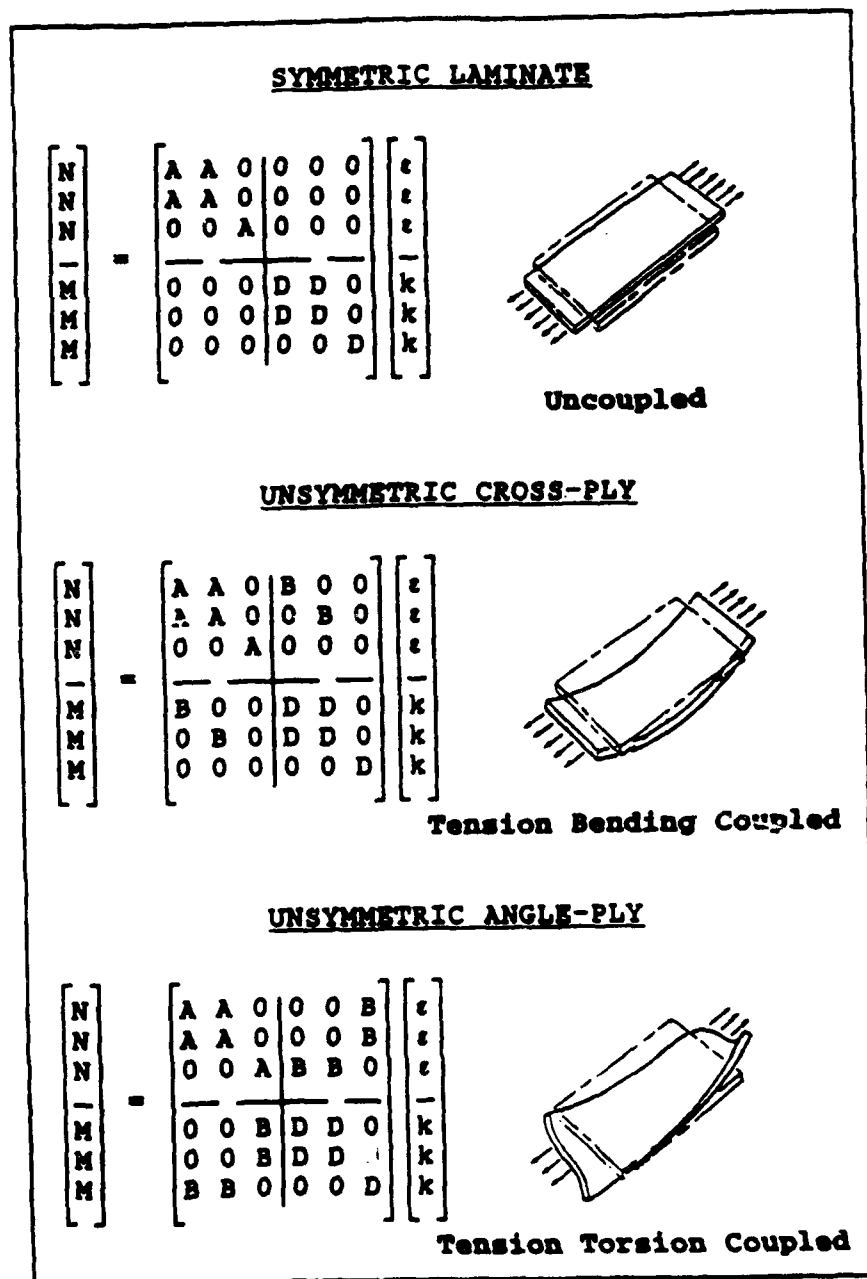 SYMMETRIC LAMINATE
N A A 0 0 0 0 ε
N A A 0 0 0 0 ε
N 0 0 A 0 0 0 ε
=
M 0 0 0 D D 0 k
M 0 0 0 D D 0 k
M 0 0 0 0 0 D k
Uncoupled
UNSYMMETRIC CROSS-PLY
N A A 0 B 0 0 ε
N A A 0 0 B 0 ε
N 0 0 A 0 0 0 ε
=
M B 0 0 D D 0 k
M 0 B 0 D D 0 k
M 0 0 0 0 0 D k
Tension Bending Coupled
UNSYMMETRIC ANGLE-PLY
N A A 0 0 0 B ε
N A A 0 0 0 B ε
N 0 0 A B B 0 ε
=
M 0 0 B D D 0 k
M 0 0 B D D k
M B B 0 0 0 D k
Tension Torsion Coupled